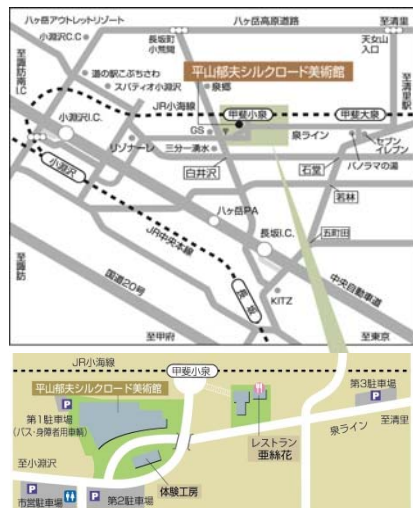 八ヶ岳アウトレットリゾート
八ヶ岳高原道路
至清里
小淵沢C.C
長坂町
小荒間
天女山
入口
至諏訪南I.C
道の駅こぶちさわ
スパティオ小淵沢
泉郷
至清里駅
平山郁夫シルクロード美術館
JR小海線
甲斐小泉
甲斐大泉
小淵沢I.C.
GS
泉ライン
リゾナーレ
三分一湧水
セブン
イレブン
パノラマの湯
小淵沢
白井沢
石堂
若林
八ヶ岳PA
長坂I.C.
五町田
JR中央本線
至諏訪
国道20号
長坂
KITZ
中央自動車道
至甲府
至東京
JR小海線
甲斐小泉
平山郁夫シルクロード美術館
P
第1駐車場
(バス・身障者用車輌)
レストラン
亜絲花
第3駐車場
P
泉ライン
至清里
至小淵沢
体験工房
P
市営駐車場
P
第2駐車場